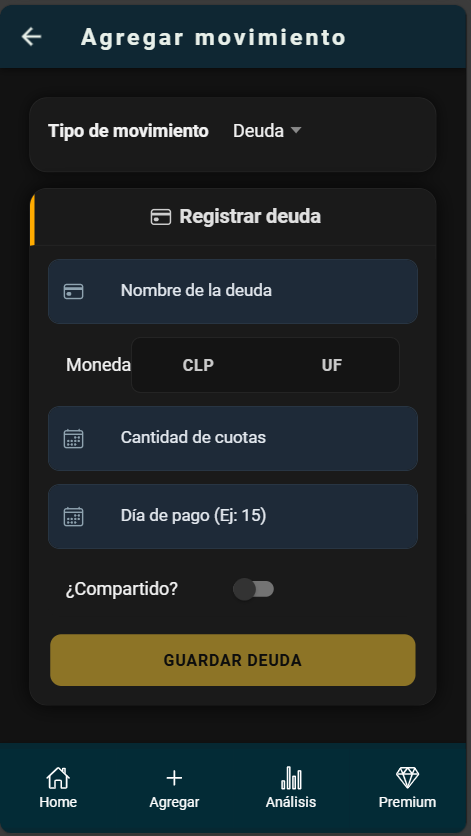 Agregar movimiento
Tipo de movimiento Deuda
Registrar deuda
Nombre de la deuda
Moneda CLP UF
Cantidad de cuotas
Día de pago (Ej: 15)
¿Compartido?
GUARDAR DEUDA
Home Agregar Análisis Premium